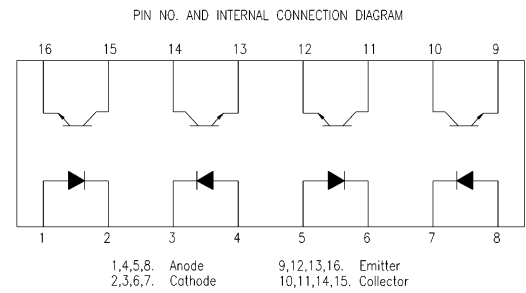 PIN NO. AND INTERNAL CONNECTION DIAGRAM
16 15 14 13 12 11 10 9
1 2 3 4 5 6 7 8
1,4,5,8. Anode 9,12,13,16. Emitter
2,3,6,7. Cathode 10,11,14,15. Collector